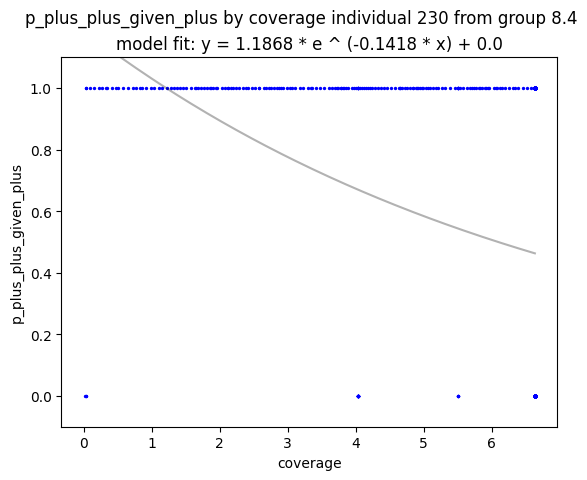 p_plus_plus_given_plus by coverage individual 230 from group 8.4
model fit: y = 1.1868 * e ^ (-0.1418 * x) + 0.0
1.0
0.8
0.6
0.4
0.2
0.0
p_plus_plus_given_plus
0 1 2 3 4 5 6
coverage